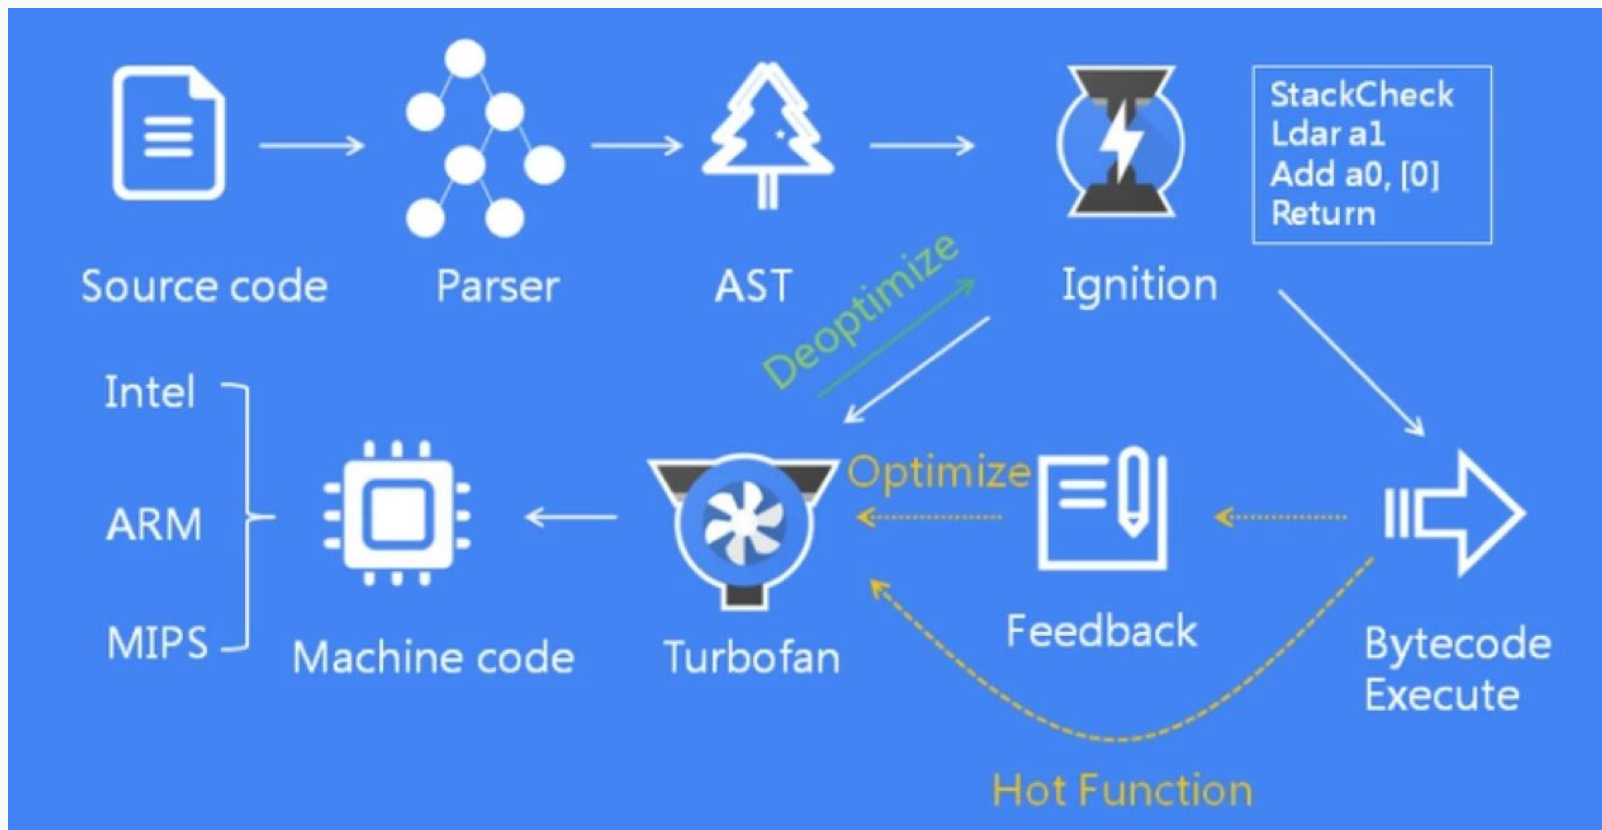 StackCheck
Ldar a1
Add a0, [0]
Return
Source code
Parser
AST
Ignition
Deoptimize
Intel
ARM
MIPS
Machine code
Turbofan
Optimize
Feedback
Bytecode
Execute
Hot Function